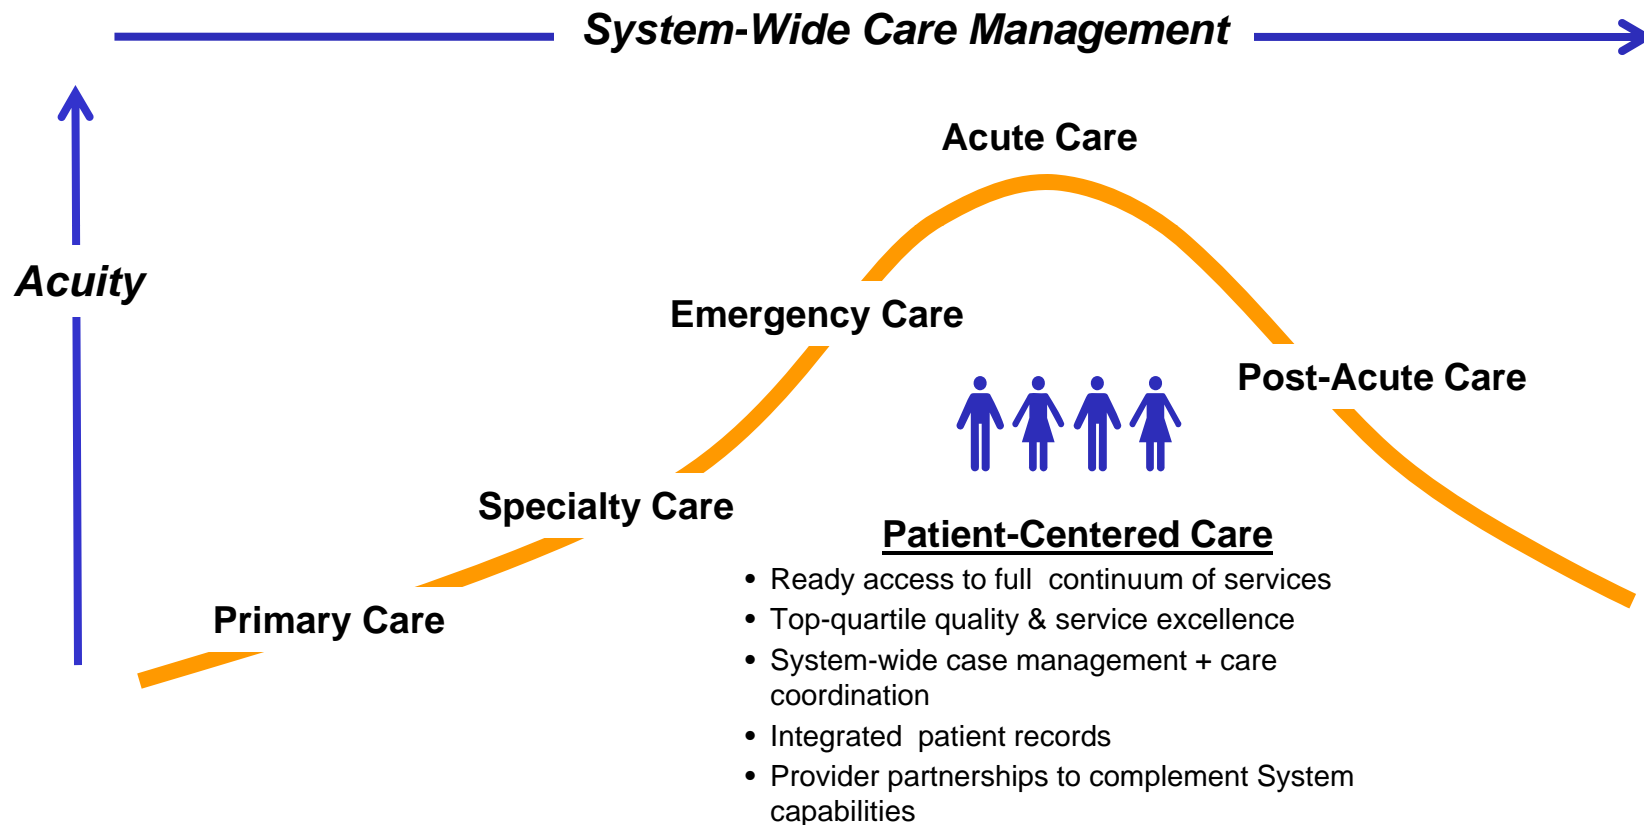 System-Wide Care Management
Acute Care
Acuity
Emergency Care
Post-Acute Care
Specialty Care
Primary Care
Patient-Centered Care
• Ready access to full  continuum of services
• Top-quartile quality & service excellence
• System-wide case management + care
coordination
• Integrated  patient records
• Provider partnerships to complement System
capabilities